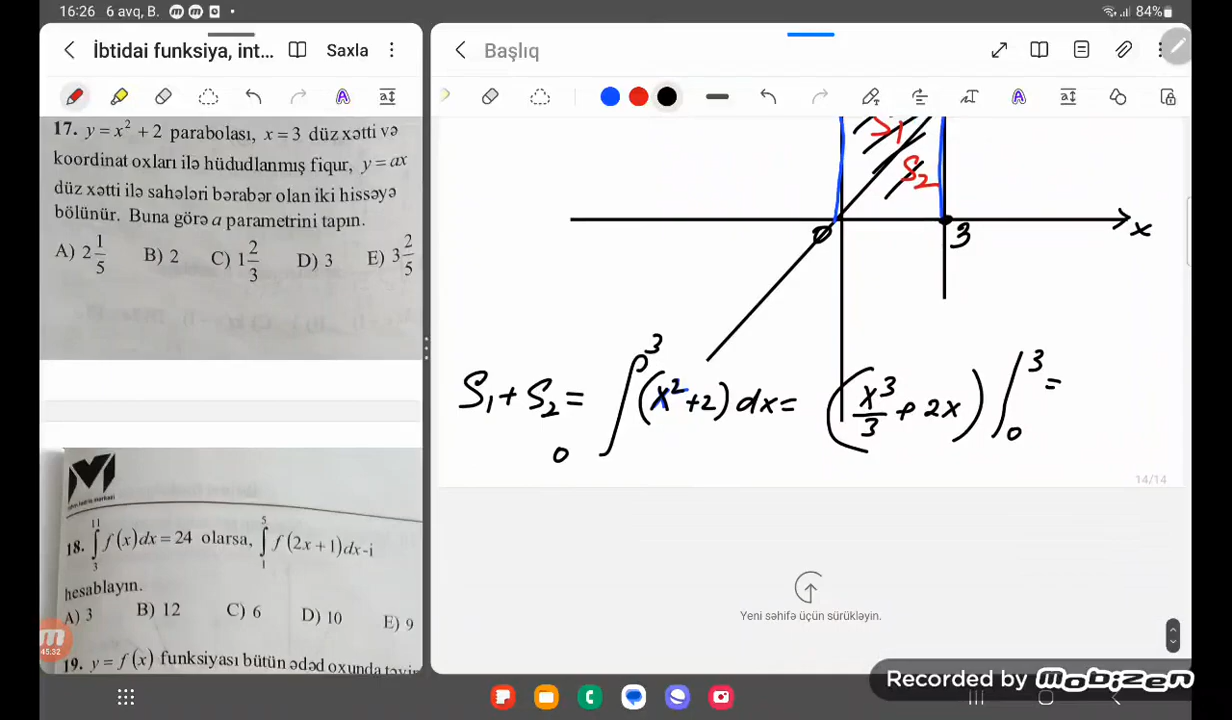 16:26 6 avq, B.
84%
İbtidai funksiya, int... Saxla
Başlıq
17. y = x² + 2 parabolası, x = 3 düz xətti və
koordinat oxları ilə hüdudlanmış fiqur, y = ax
düz xətti ilə sahələri bərabər olan iki hissəyə
bölünür. Buna görə a parametrini tapın.
A) 2 1/5 B) 2 C) 1 2/3 D) 3 E) 3 2/5
S₁
S₂
0 3 x
S₁ + S₂ = ∫₀³ (x² + 2) dx = (x³/3 + 2x) ∫₀³ =
14/14
Yeni səhifə üçün sürükləyin.
M
18. ∫₃¹¹ f(x)dx = 24 olarsa, ∫₁⁵ f(2x + 1)dx-i
hesablayın.
A) 3 B) 12 C) 6 D) 10 E) 9
19. y = f(x) funksiyası bütün ədəd oxunda
m
45:32
Recorded by mobizen